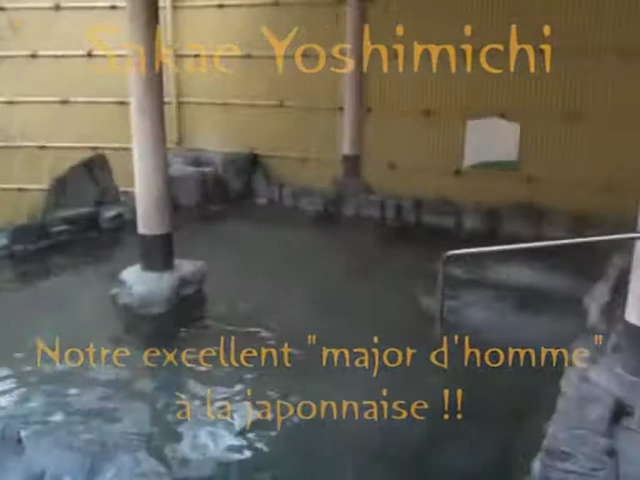 Sakae Yoshimichi
Notre excellent "major d'homme"
à la japonnaise !!